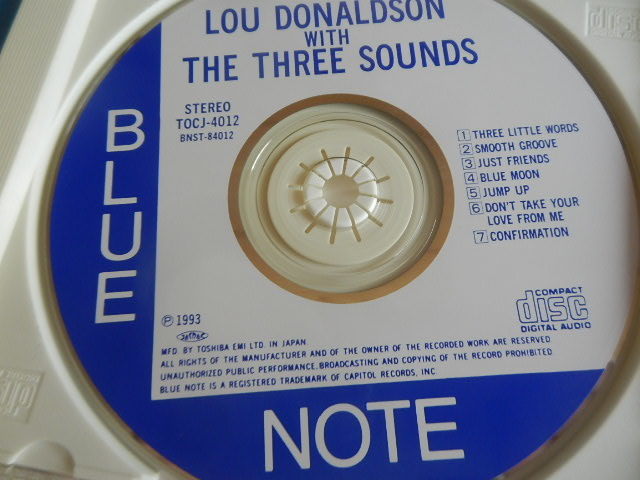 LOU DONALDSON
WITH
THE THREE SOUNDS
STEREO
TOCJ-4012
BNST-84012
BLUE
1 THREE LITTLE WORDS
2 SMOOTH GROOVE
3 JUST FRIENDS
4 BLUE MOON
5 JUMP UP
6 DON'T TAKE YOUR
LOVE FROM ME
7 CONFIRMATION
COMPACT
disc
DIGITAL AUDIO
Ⓟ 1993
MFD. BY TOSHIBA EMI LTD. IN JAPAN
ALL RIGHTS OF THE MANUFACTURER AND OF THE OWNER OF THE RECORDED WORK ARE RESERVED
UNAUTHORIZED PUBLIC PERFORMANCE, BROADCASTING AND COPYING OF THE RECORD PROHIBITED
BLUE NOTE IS A REGISTERED TRADEMARK OF CAPITOL RECORDS, INC
NOTE